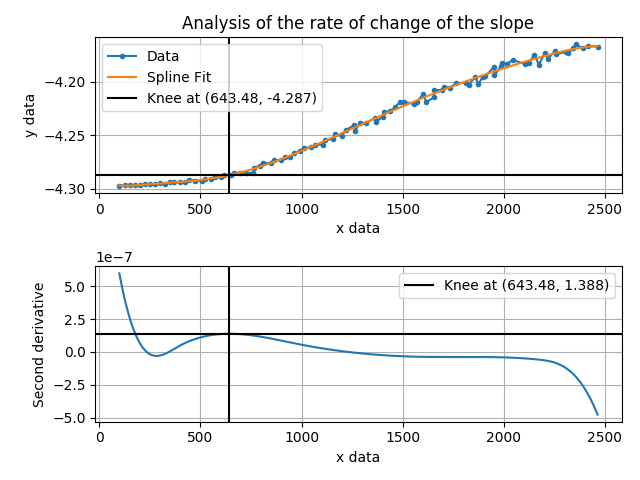 Analysis of the rate of change of the slope
Data
Spline Fit
Knee at (643.48, -4.287)
y data
−4.20
−4.25
−4.30
0 500 1000 1500 2000 2500
x data
1e−7
Knee at (643.48, 1.388)
Second derivative
5.0
2.5
0.0
−2.5
−5.0
0 500 1000 1500 2000 2500
x data